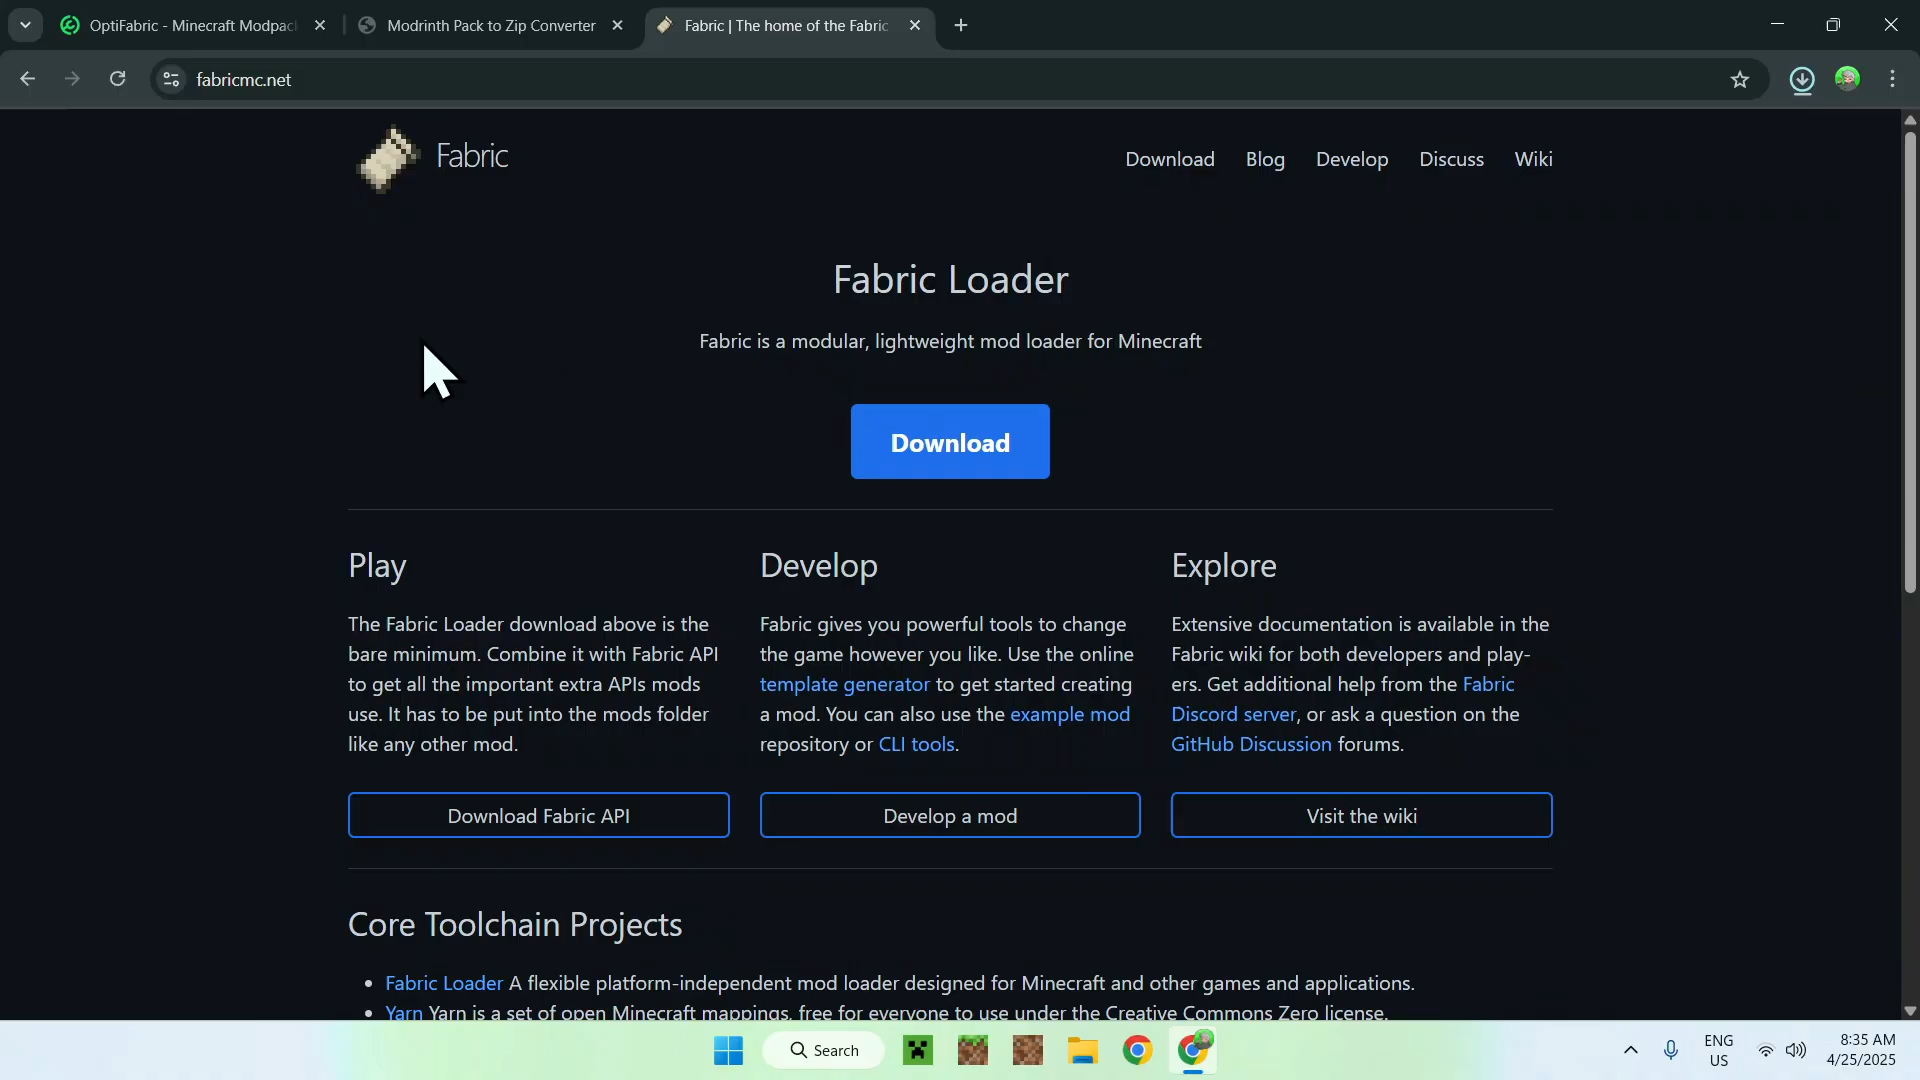 OptiFabric - Minecraft Modpac
Modrinth Pack to Zip Converter
Fabric | The home of the Fabric
fabricmc.net
Fabric
Download
Blog
Develop
Discuss
Wiki
Fabric Loader
Fabric is a modular, lightweight mod loader for Minecraft
Download
Play
The Fabric Loader download above is the
bare minimum. Combine it with Fabric API
to get all the important extra APIs mods
use. It has to be put into the mods folder
like any other mod.
Download Fabric API
Develop
Fabric gives you powerful tools to change
the game however you like. Use the online
template generator to get started creating
a mod. You can also use the example mod
repository or CLI tools.
Develop a mod
Explore
Extensive documentation is available in the
Fabric wiki for both developers and play-
ers. Get additional help from the Fabric
Discord server, or ask a question on the
GitHub Discussion forums.
Visit the wiki
Core Toolchain Projects
• Fabric Loader A flexible platform-independent mod loader designed for Minecraft and other games and applications.
• Yarn Yarn is a set of open Minecraft mappings, free for everyone to use under the Creative Commons Zero license.
Search
ENG
US
8:35 AM
4/25/2025